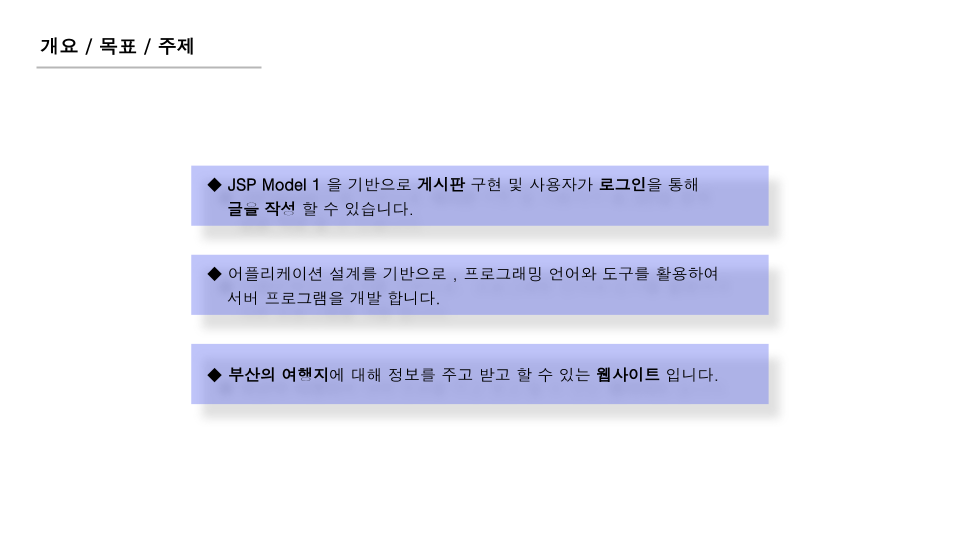 개요 / 목표 / 주제
◆ JSP Model 1 을 기반으로 게시판 구현 및 사용자가 로그인을 통해
글을 작성 할 수 있습니다.
◆ 어플리케이션 설계를 기반으로 , 프로그래밍 언어와 도구를 활용하여
서버 프로그램을 개발 합니다.
◆ 부산의 여행지에 대해 정보를 주고 받고 할 수 있는 웹사이트 입니다.